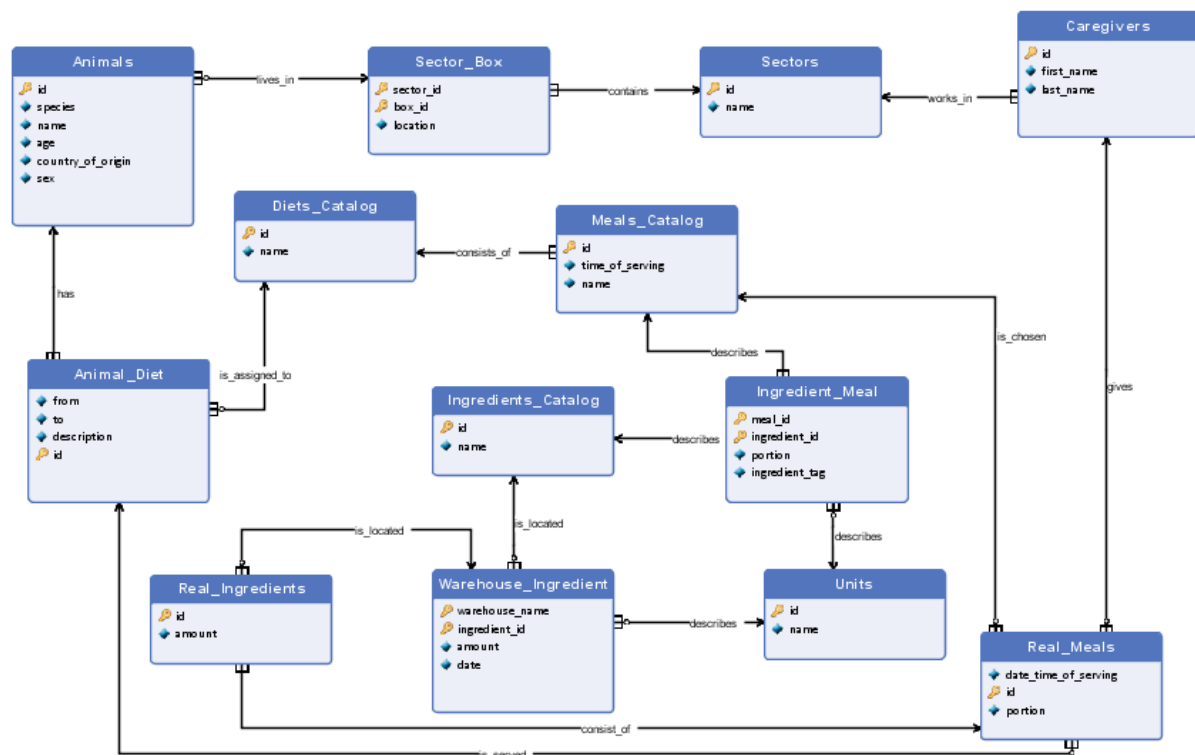 Caregivers
id
first_name
last_name
Animals
id
species
name
age
country_of_origin
sex
lives_in
Sector_Box
sector_id
box_id
location
contains
Sectors
id
name
works_in
Diets_Catalog
id
name
consists_of
Meals_Catalog
id
time_of_serving
name
has
is_assigned_to
describes
is_chosen
gives
Animal_Diet
from
to
description
id
Ingredients_Catalog
id
name
describes
Ingredient_Meal
meal_id
ingredient_id
portion
ingredient_tag
is_located
is_located
describes
Real_Ingredients
id
amount
Warehouse_Ingredient
warehouse_name
ingredient_id
amount
date
describes
Units
id
name
Real_Meals
date_time_of_serving
id
portion
consist_of
is_served